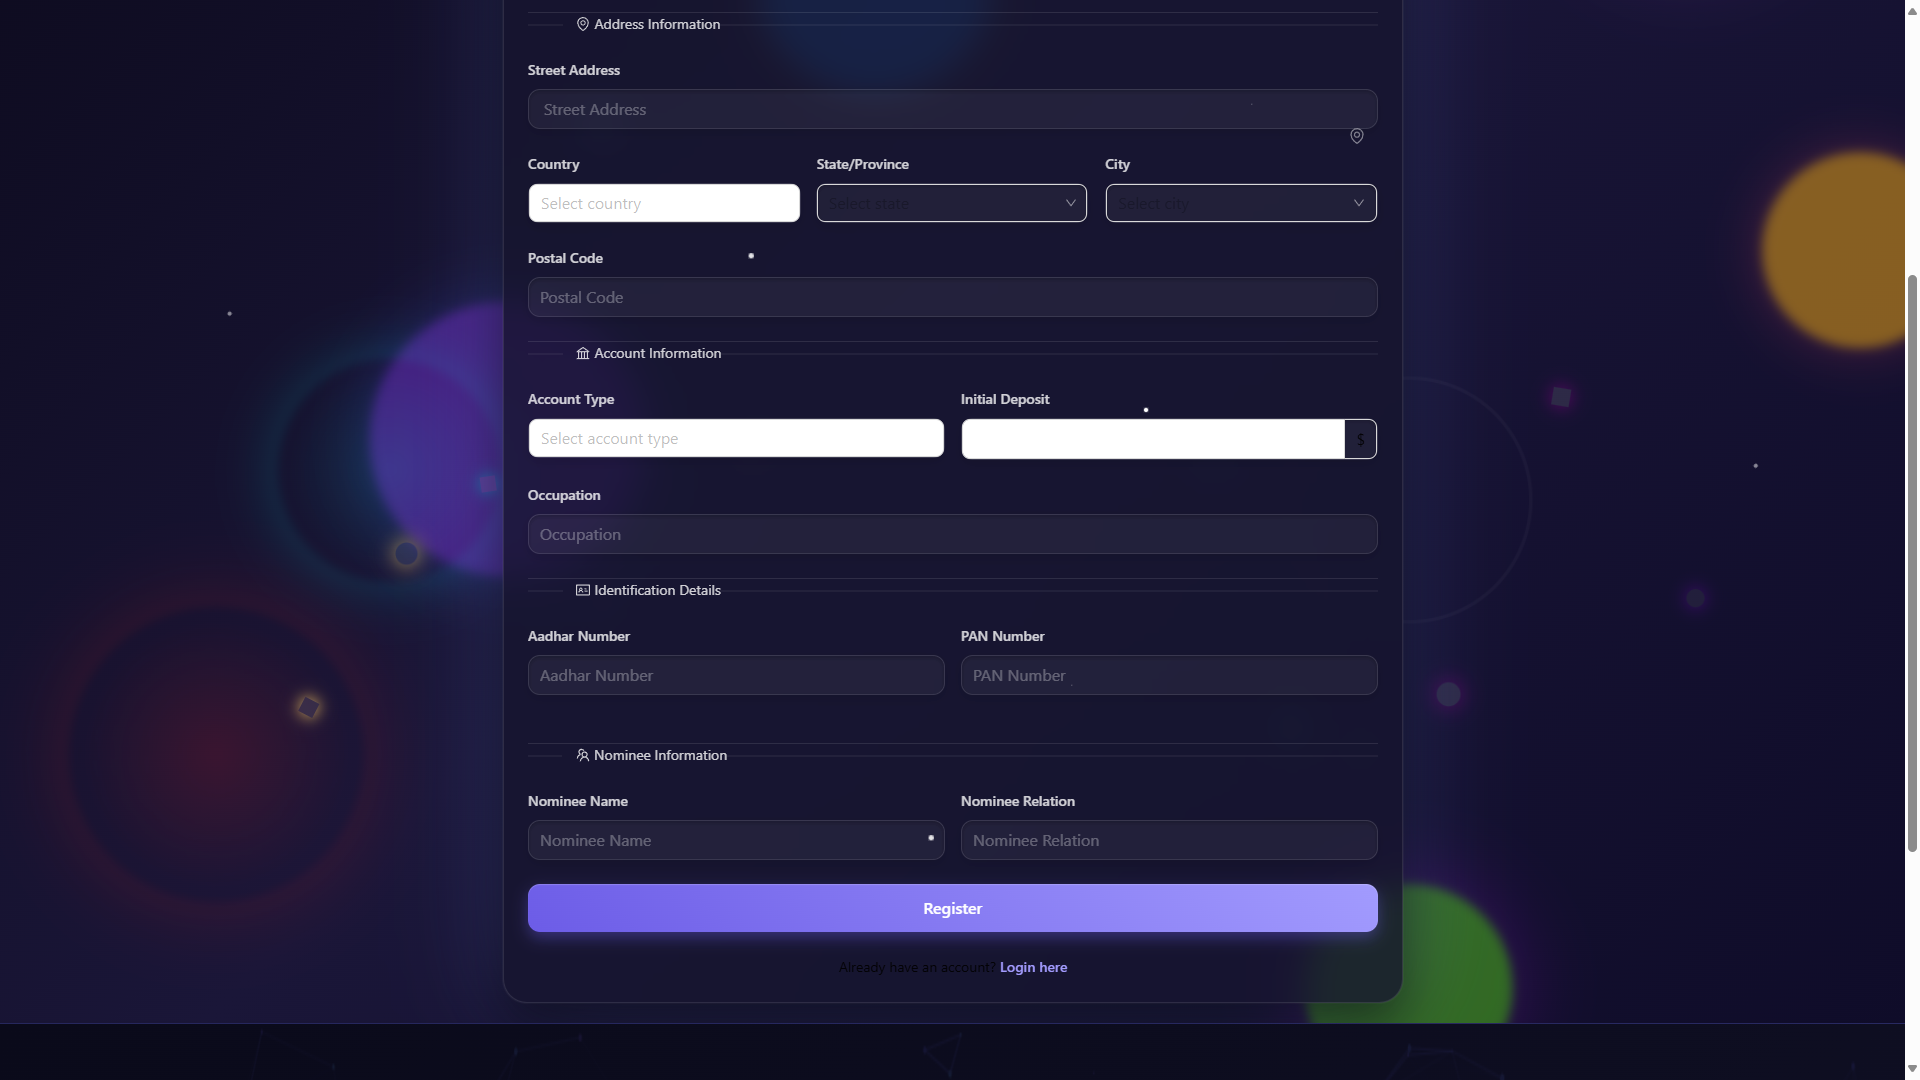 Address Information
Street Address
Street Address
Country State/Province City
Select country Select state Select city
Postal Code
Postal Code
Account Information
Account Type Initial Deposit
Select account type $
Occupation
Occupation
Identification Details
Aadhar Number PAN Number
Aadhar Number PAN Number
Nominee Information
Nominee Name Nominee Relation
Nominee Name Nominee Relation
Register
Already have an account? Login here